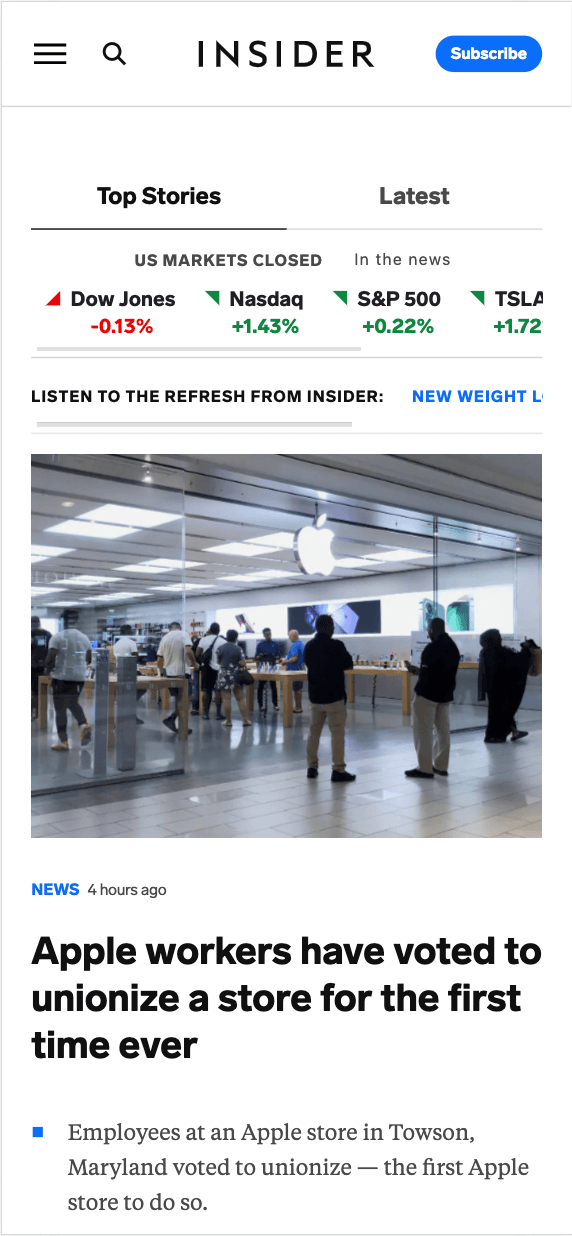 INSIDER
Subscribe
Top Stories Latest
US MARKETS CLOSED In the news
Dow Jones Nasdaq S&P 500 TSLA
-0.13% +1.43% +0.22% +1.72
LISTEN TO THE REFRESH FROM INSIDER: NEW WEIGHT
NEWS 4 hours ago
Apple workers have voted to
unionize a store for the first
time ever
Employees at an Apple store in Towson,
Maryland voted to unionize — the first Apple
store to do so.